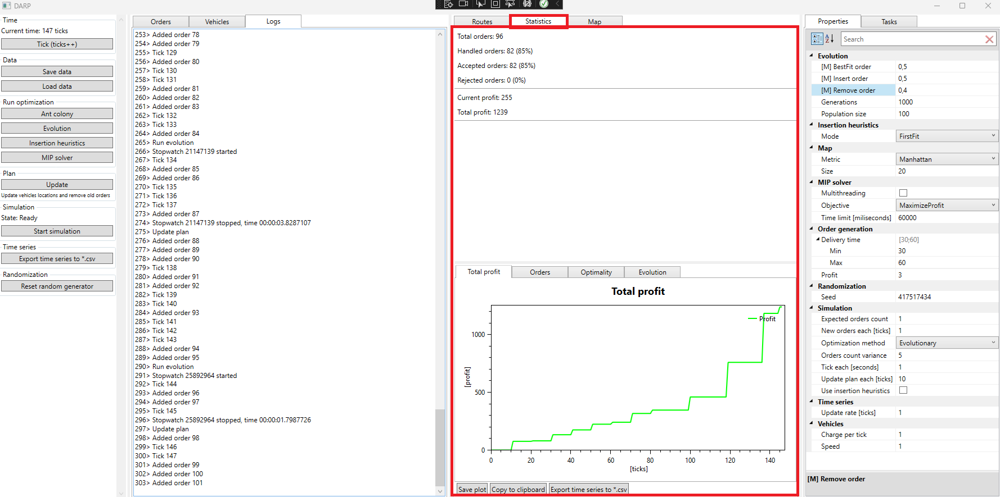 DARP
Time
Current time: 147 ticks
Tick (ticks++)
Data
Save data
Load data
Run optimization
Ant colony
Evolution
Insertion heuristics
MIP solver
Plan
Update
Update vehicles locations and remove old orders
Simulation
State: Ready
Start simulation
Time series
Export time series to *.csv
Randomization
Reset random generator
Orders Vehicles Logs
253> Added order 78
254> Added order 79
255> Tick 129
256> Added order 80
257> Tick 130
258> Tick 131
259> Added order 81
260> Added order 82
261> Added order 83
262> Tick 132
263> Tick 133
264> Added order 84
265> Run evolution
266> Stopwatch 21147139 started
267> Tick 134
268> Added order 85
269> Added order 86
270> Tick 135
271> Tick 136
272> Tick 137
273> Added order 87
274> Stopwatch 21147139 stopped, time 00:00:03.8287107
275> Update plan
276> Added order 88
277> Added order 89
278> Added order 90
279> Tick 138
280> Added order 91
281> Added order 92
282> Tick 139
283> Tick 140
284> Added order 93
285> Tick 141
286> Tick 142
287> Tick 143
288> Added order 94
289> Added order 95
290> Run evolution
291> Stopwatch 25892964 started
292> Tick 144
293> Added order 96
294> Added order 97
295> Tick 145
296> Stopwatch 25892964 stopped, time 00:00:01.7987726
297> Update plan
298> Added order 98
299> Tick 146
300> Tick 147
301> Added order 99
302> Added order 100
303> Added order 101
Routes Statistics Map
Total orders: 96
Handled orders: 82 (85%)
Accepted orders: 82 (85%)
Rejected orders: 0 (0%)
Current profit: 255
Total profit: 1239
Total profit Orders Optimality Evolution
Total profit
Profit
[profit]
1000
500
0
0 20 40 60 80 100 120 140
[ticks]
Save plot Copy to clipboard Export time series to *.csv
Properties Tasks
Search
Evolution
[M] BestFit order 0,5
[M] Insert order 0,5
[M] Remove order 0,4
Generations 1000
Population size 100
Insertion heuristics
Mode FirstFit
Map
Metric Manhattan
Size 20
MIP solver
Multithreading
Objective MaximizeProfit
Time limit [miliseconds] 60000
Order generation
Delivery time [30;60]
Min 30
Max 60
Profit 3
Randomization
Seed 417517434
Simulation
Expected orders count 1
New orders each [ticks] 1
Optimization method Evolutionary
Orders count variance 5
Tick each [seconds] 1
Update plan each [ticks] 10
Use insertion heuristics
Time series
Update rate [ticks] 1
Vehicles
Charge per tick 1
Speed 1
[M] Remove order